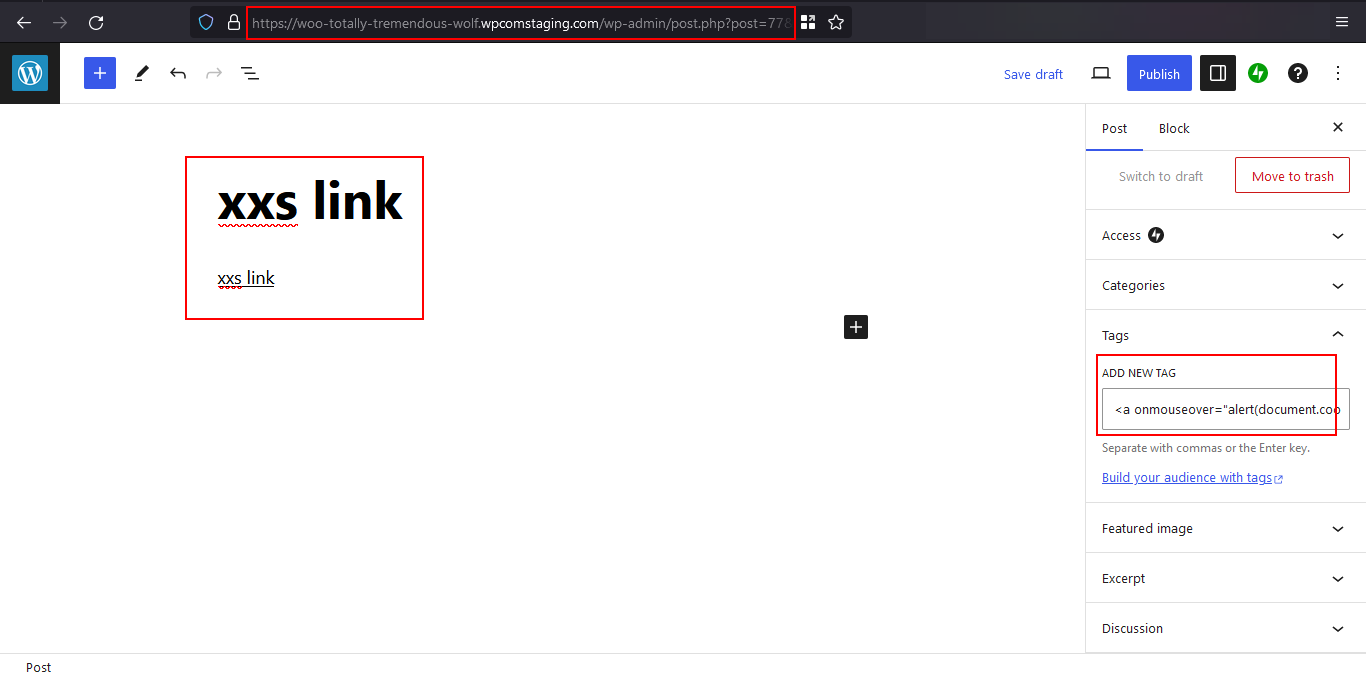 https://woo-totally-tremendous-wolf.wpcomstaging.com/wp-admin/post.php?post=778
Save draft
Publish
Post Block
xxs link
xxs link
Switch to draft
Move to trash
Access
Categories
Tags
ADD NEW TAG
<a onmouseover="alert(document.coo
Separate with commas or the Enter key.
Build your audience with tags
Featured image
Excerpt
Discussion
Post